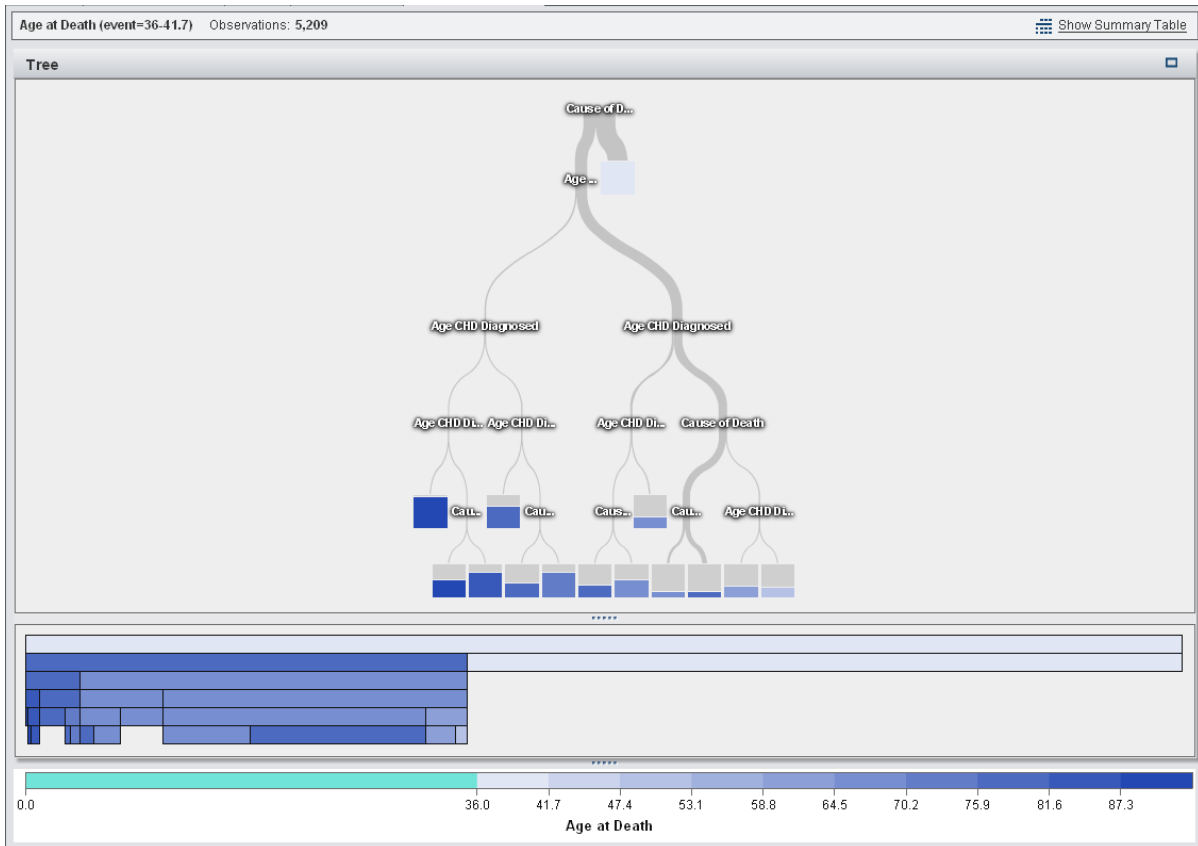 Age at Death (event=36-41.7) Observations: 5,209 Show Summary Table
Tree
Cause of D...
Age ...
Age CHD Diagnosed Age CHD Diagnosed
Age CHD Di... Age CHD Di... Age CHD Di... Cause of Death
Cau... Cau... Caus... Cau... Age CHD Di...
0.0 36.0 41.7 47.4 53.1 58.8 64.5 70.2 75.9 81.6 87.3
Age at Death